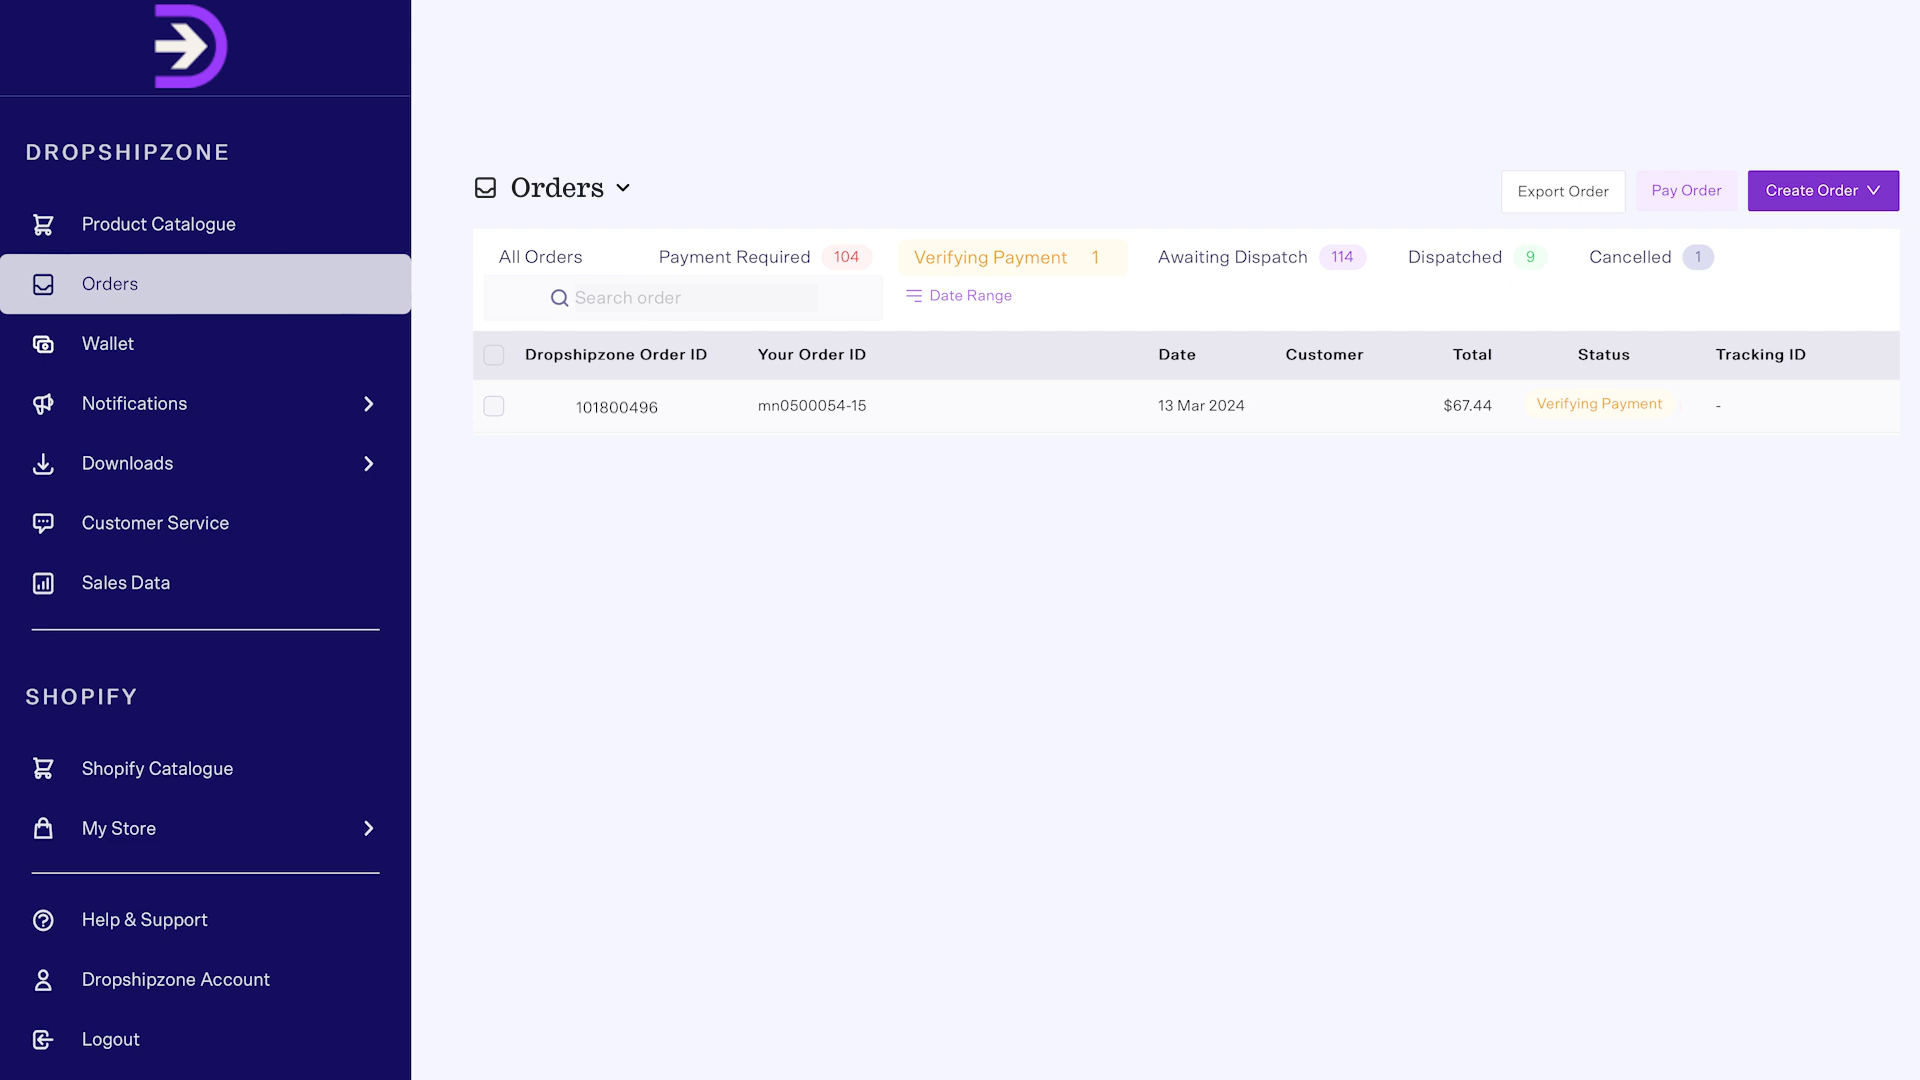 DROPSHIPZONE
Product Catalogue
Orders
Wallet
Notifications
Downloads
Customer Service
Sales Data
SHOPIFY
Shopify Catalogue
My Store
Help & Support
Dropshipzone Account
Logout
Orders
Export Order
Pay Order
Create Order
All Orders
Payment Required 104
Verifying Payment 1
Awaiting Dispatch 114
Dispatched 9
Cancelled 1
Search order
Date Range
Dropshipzone Order ID Your Order ID Date Customer Total Status Tracking ID
101800496 mn0500054-15 13 Mar 2024 $67.44 Verifying Payment -